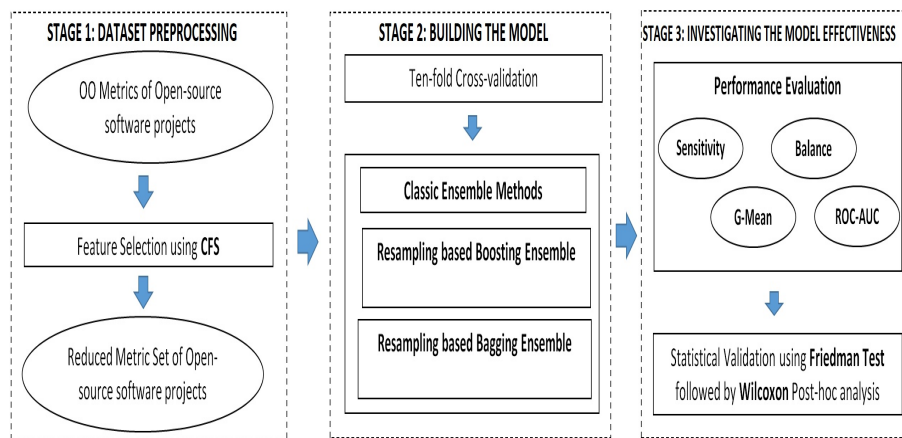 STAGE 1: DATASET PREPROCESSING
OO Metrics of Open-source
software projects
Feature Selection using CFS
Reduced Metric Set of Open-
source software projects
STAGE 2: BUILDING THE MODEL
Ten-fold Cross-validation
Classic Ensemble Methods
Resampling based Boosting Ensemble
Resampling based Bagging Ensemble
STAGE 3: INVESTIGATING THE MODEL EFFECTIVENESS
Performance Evaluation
Sensitivity
Balance
G-Mean
ROC-AUC
Statistical Validation using Friedman Test
followed by Wilcoxon Post-hoc analysis